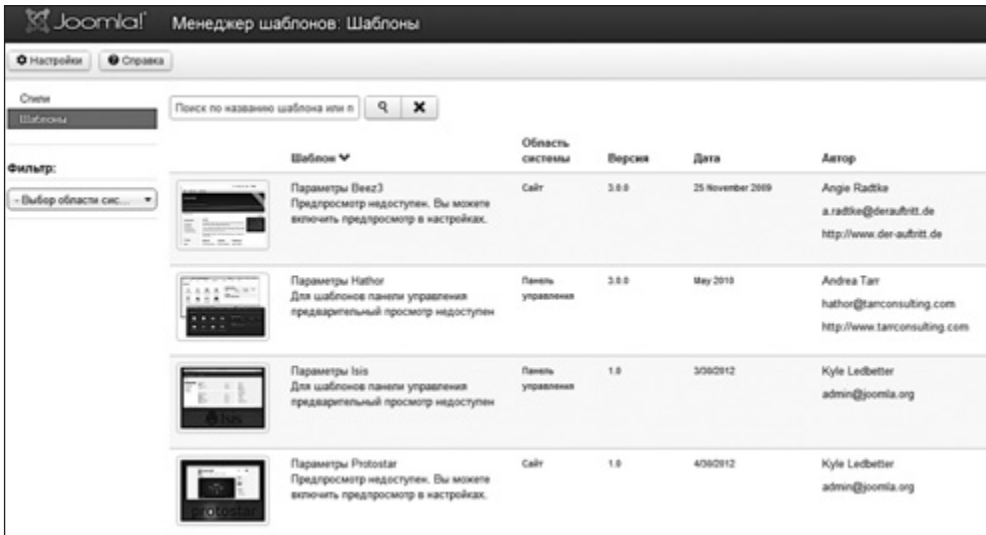 Joomla! Менеджер шаблонов: Шаблоны
Настройки Справка
Стили
Шаблоны
Поиск по названию шаблона или п
Фильтр:
- Выбор области сис...
Шаблон Область системы Версия Дата Автор
Параметры Beez3 Сайт 3.0.0 25 November 2009 Angie Radtke
Предпросмотр недоступен. Вы можете a.radtke@derauftritt.de
включить предпросмотр в настройках. http://www.der-auftritt.de
Параметры Hathor Панель управления 3.0.0 May 2010 Andrea Tarr
Для шаблонов панели управления hathor@tarrconsulting.com
предварительный просмотр недоступен http://www.tarrconsulting.com
Параметры Isis Панель управления 1.0 3/30/2012 Kyle Ledbetter
Для шаблонов панели управления admin@joomla.org
предварительный просмотр недоступен
Isis
Параметры Protostar Сайт 1.0 4/30/2012 Kyle Ledbetter
Предпросмотр недоступен. Вы можете admin@joomla.org
включить предпросмотр в настройках.
protostar